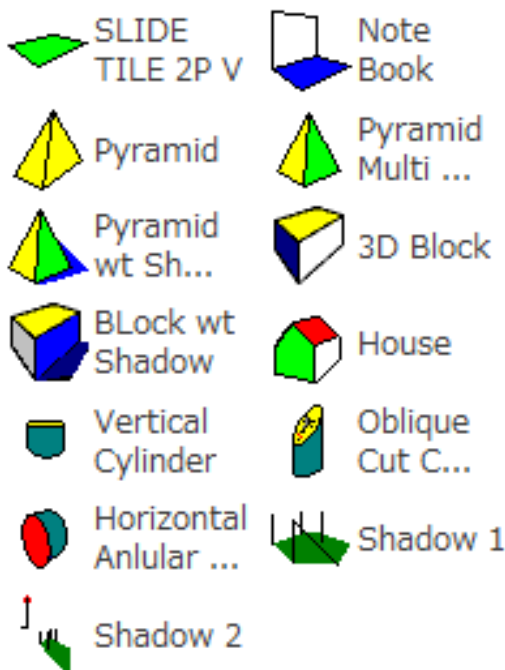 SLIDE
TILE 2P V
Note
Book
Pyramid
Pyramid
Multi ...
Pyramid
wt Sh...
3D Block
BLock wt
Shadow
House
Vertical
Cylinder
Oblique
Cut C...
Horizontal
Anlular ...
Shadow 1
Shadow 2